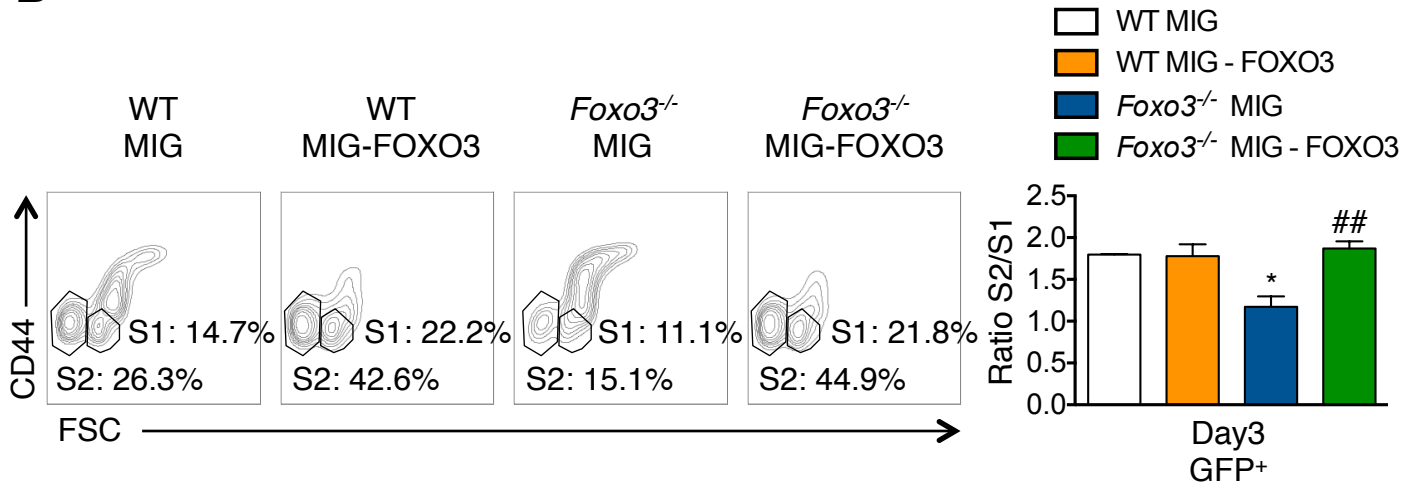 WT MIG
WT MIG - FOXO3
Foxo3-/- MIG
Foxo3-/- MIG - FOXO3
WT
MIG
WT
MIG-FOXO3
Foxo3-/-
MIG
Foxo3-/-
MIG-FOXO3
CD44
S1: 14.7%
S2: 26.3%
S1: 22.2%
S2: 42.6%
S1: 11.1%
S2: 15.1%
S1: 21.8%
S2: 44.9%
FSC
Ratio S2/S1
2.5
2.0
1.5
1.0
0.5
0.0
*
##
Day3
GFP+